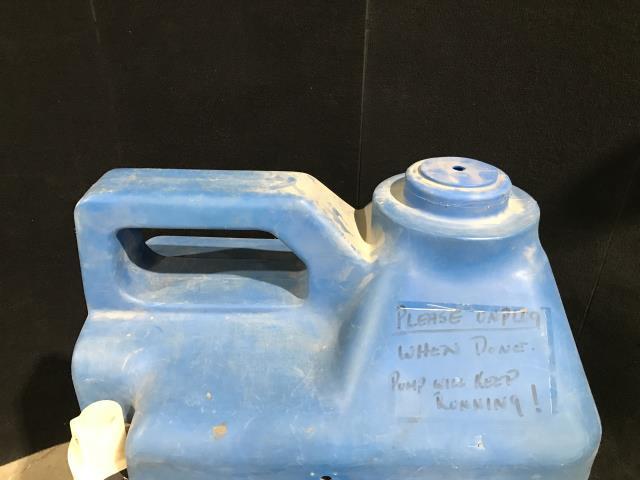 PLEASE UNPLUG
WHEN DONE.
PUMP WILL KEEP
RUNNING!